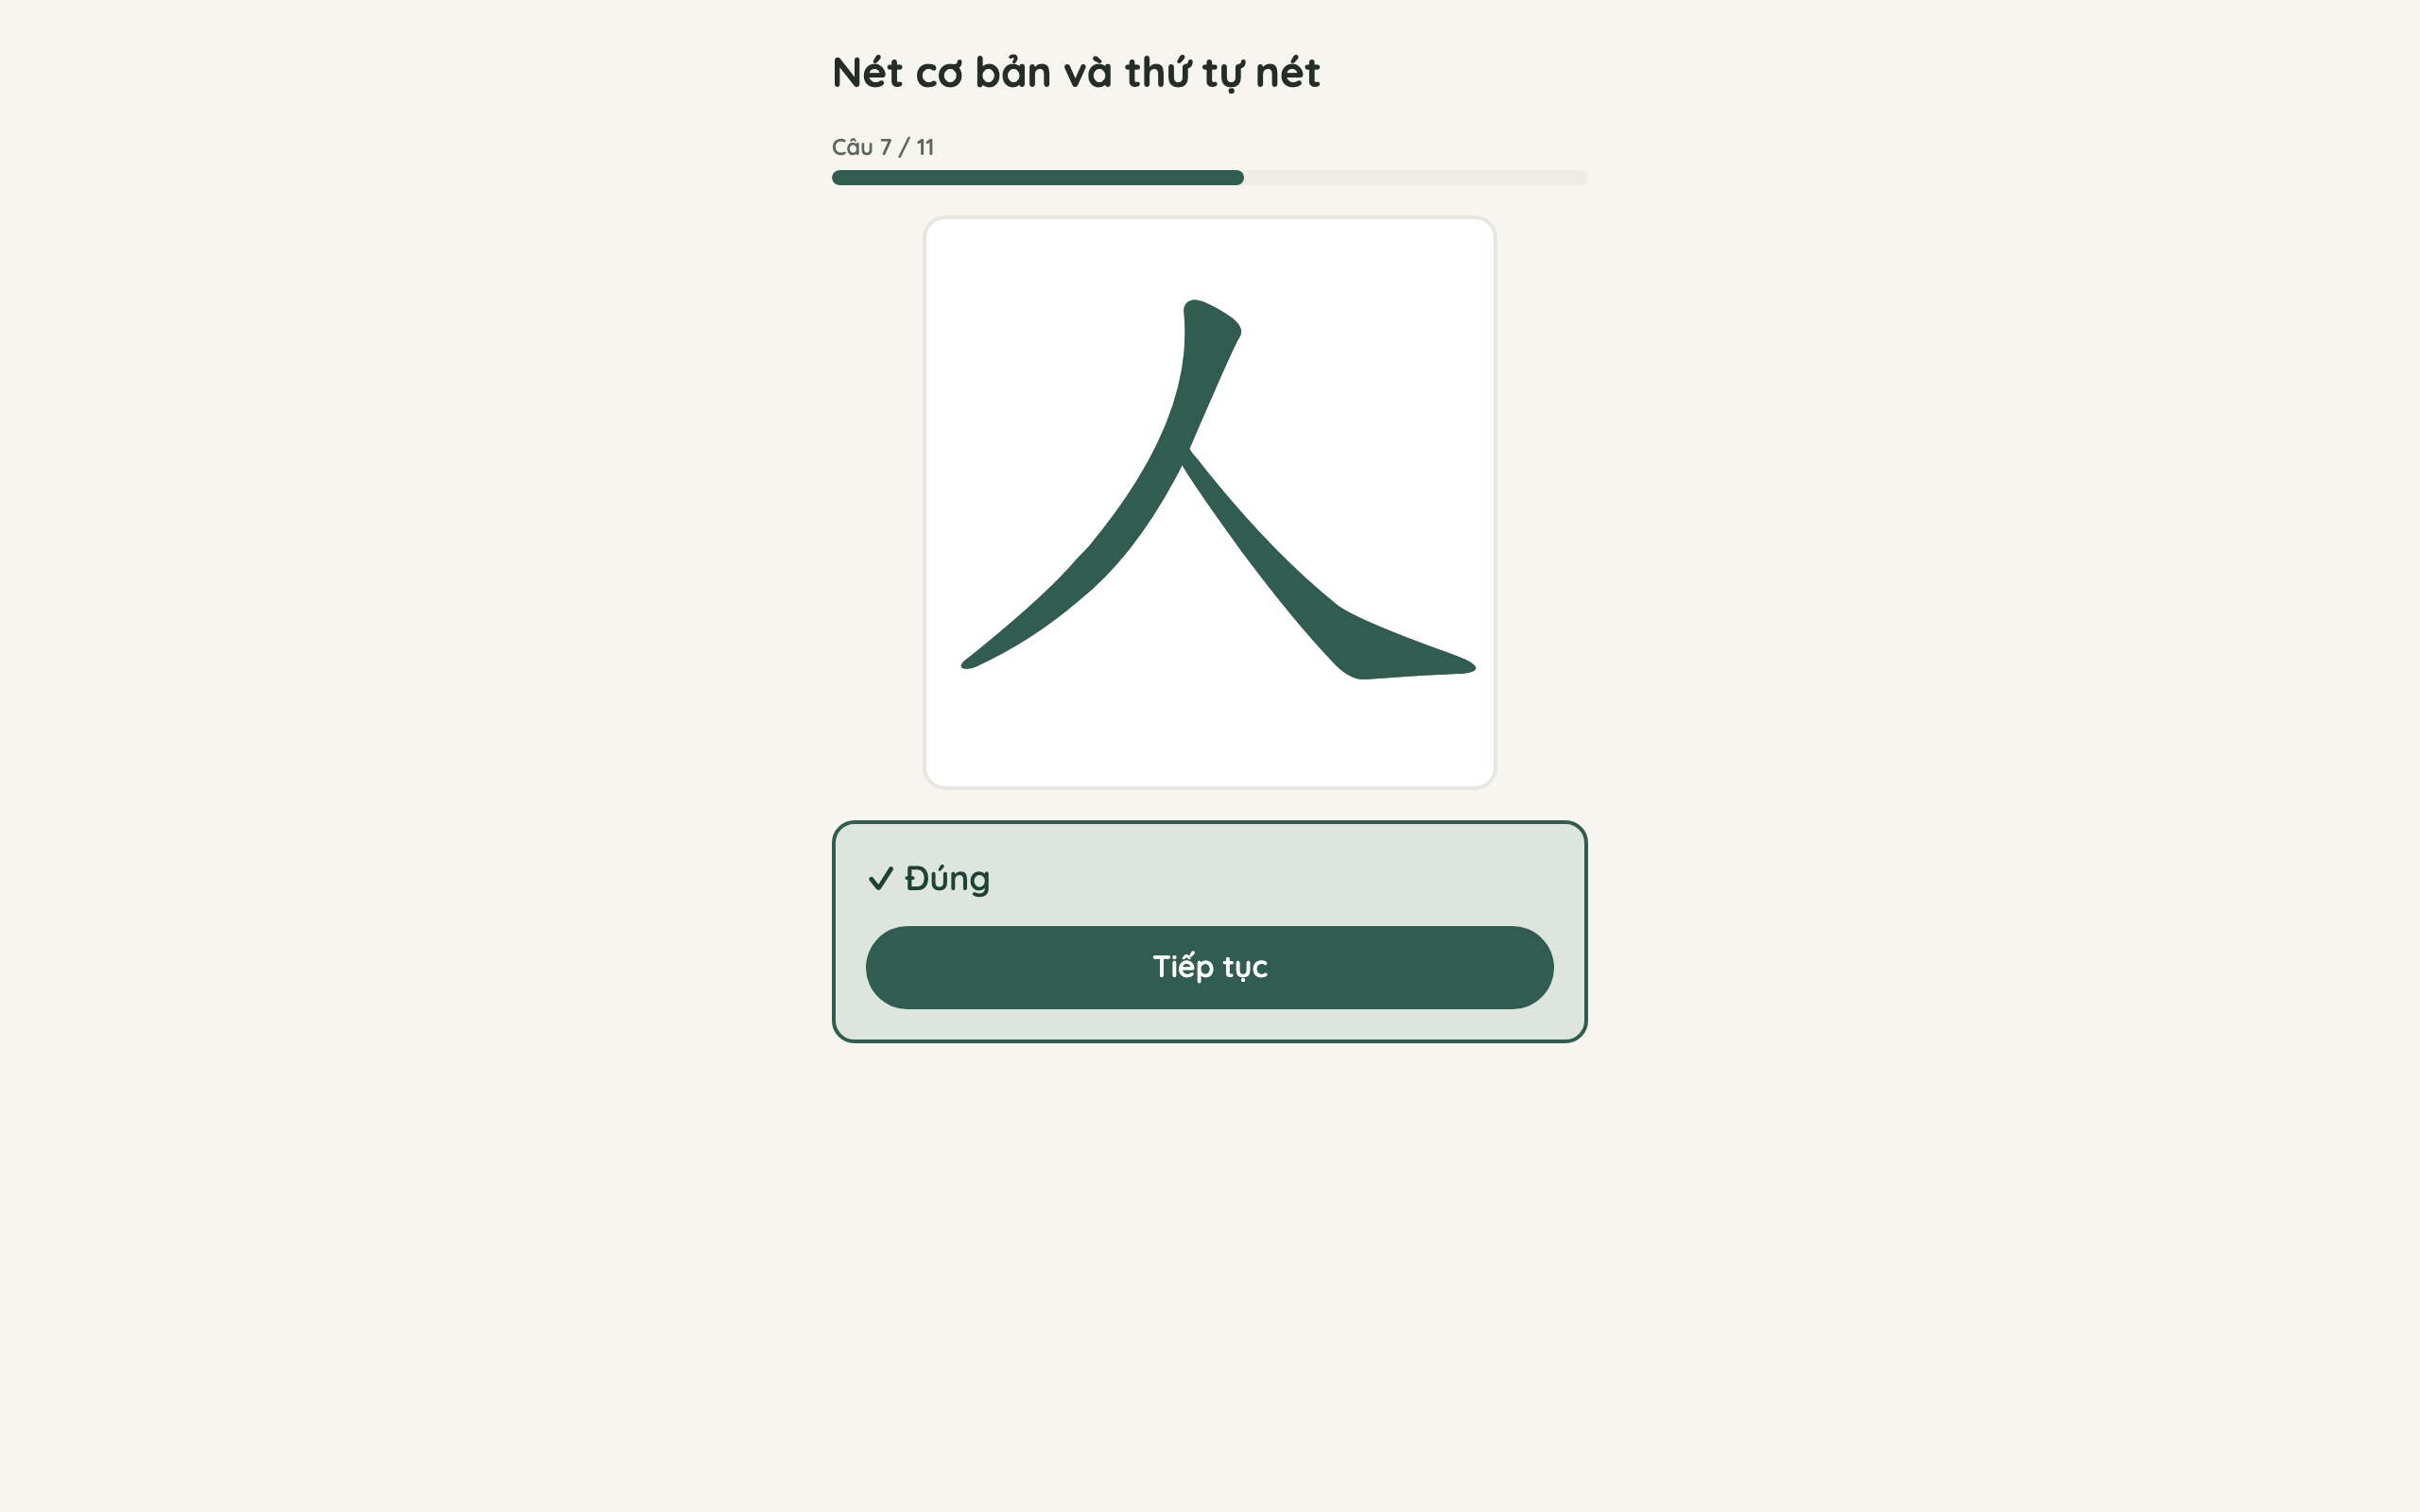 Nét cơ bản và thứ tự nét
Câu 7 / 11
人
✓ Đúng
Tiếp tục